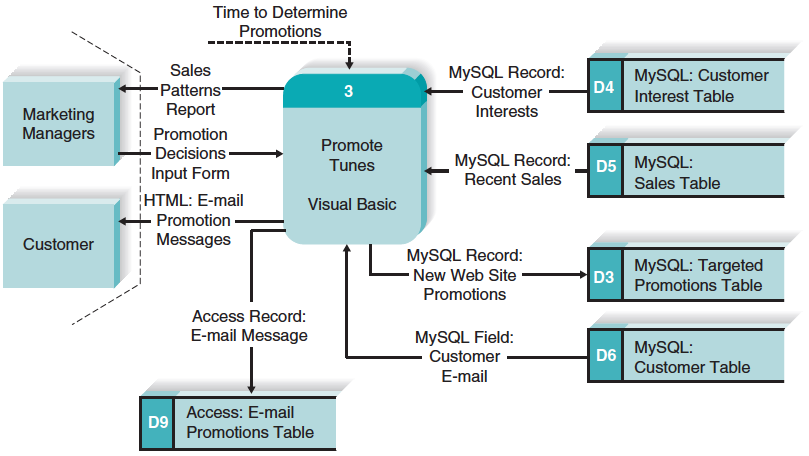 Time to Determine
Promotions
Marketing
Managers
Sales
Patterns
Report
Promotion
Decisions
Input Form
Customer
HTML: E-mail
Promotion
Messages
3
Promote
Tunes
Visual Basic
MySQL Record:
Customer
Interests
D4
MySQL: Customer
Interest Table
MySQL Record:
Recent Sales
D5
MySQL:
Sales Table
MySQL Record:
New Web Site
Promotions
D3
MySQL: Targeted
Promotions Table
MySQL Field:
Customer
E-mail
D6
MySQL:
Customer Table
Access Record:
E-mail Message
D9
Access: E-mail
Promotions Table